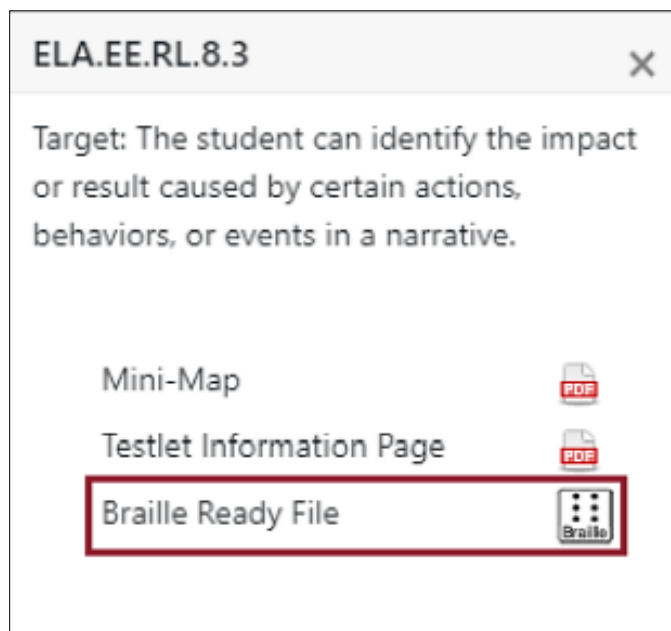 ELA.EE.RL.8.3
Target: The student can identify the impact
or result caused by certain actions,
behaviors, or events in a narrative.
Mini-Map
PDF
Testlet Information Page
PDF
Braille Ready File
Braille